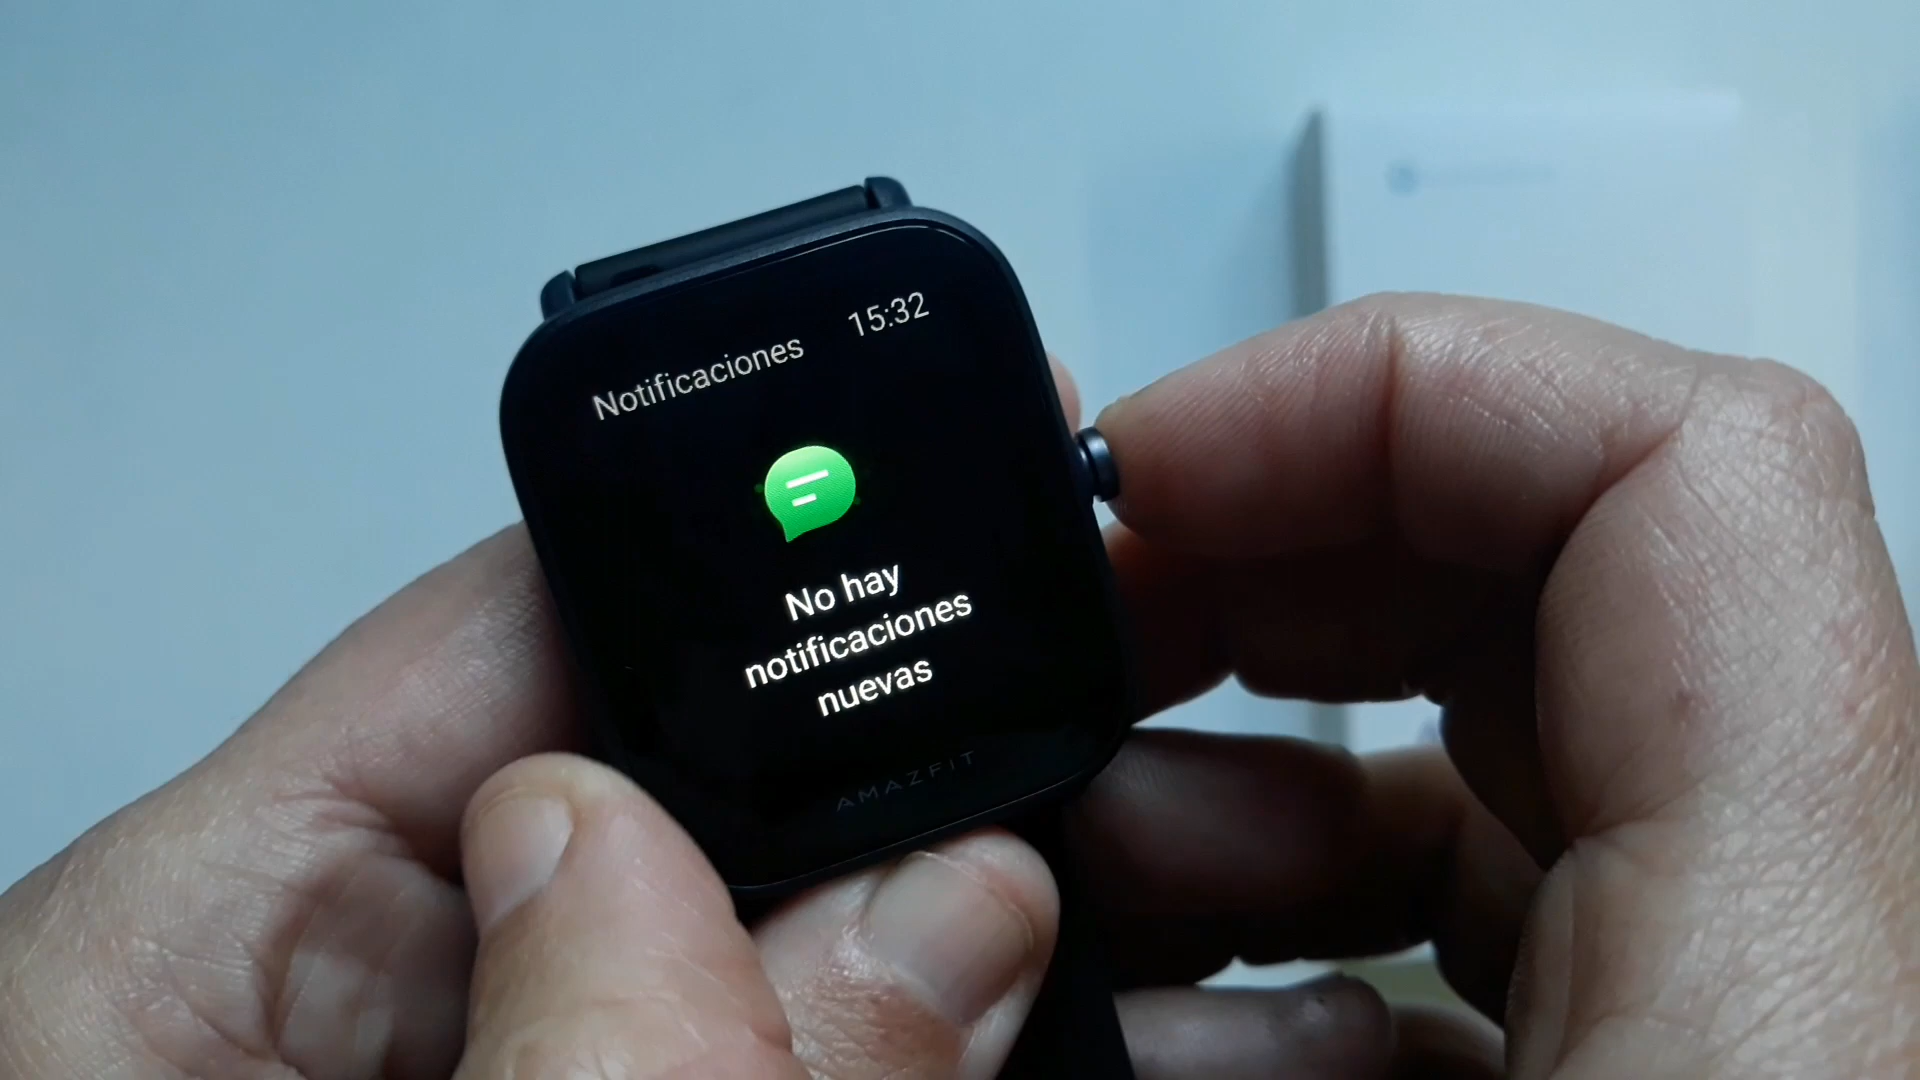 Notificaciones 15:32
No hay
notificaciones
nuevas
AMAZFIT